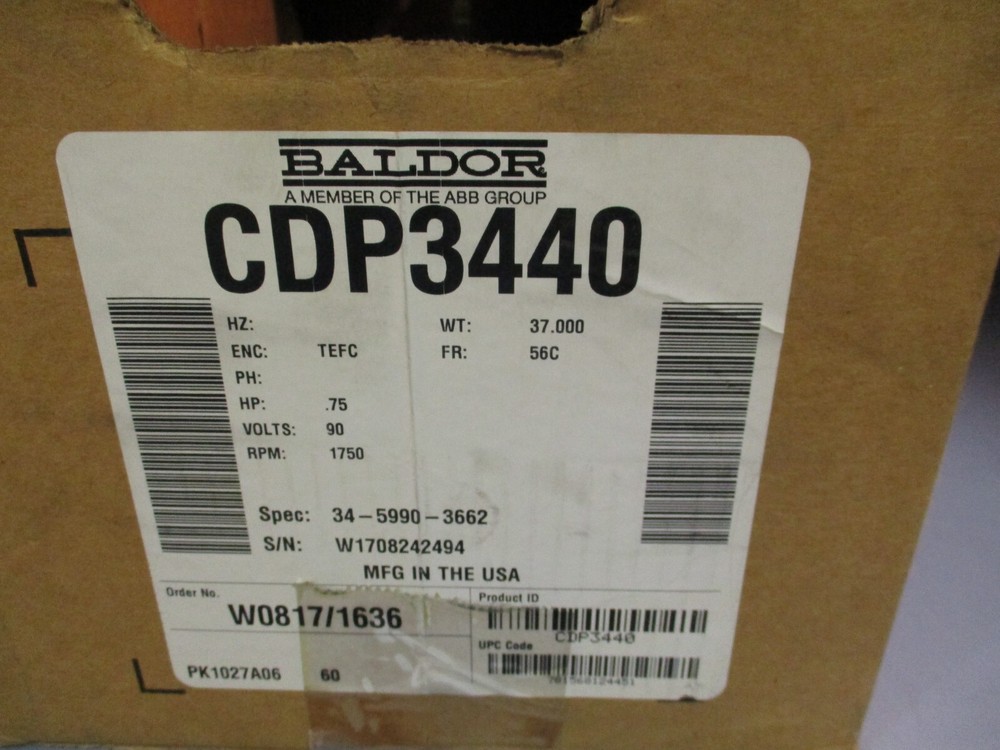 BALDOR
A MEMBER OF THE ABB GROUP
CDP3440
HZ:
WT: 37.000
ENC: TEFC
FR: 56C
PH:
HP: .75
VOLTS: 90
RPM: 1750
Spec: 34-5990-3662
S/N: W1708242494
MFG IN THE USA
Order No.
W0817/1636
Product ID
CDP3440
UPC Code
PK1027A06 60